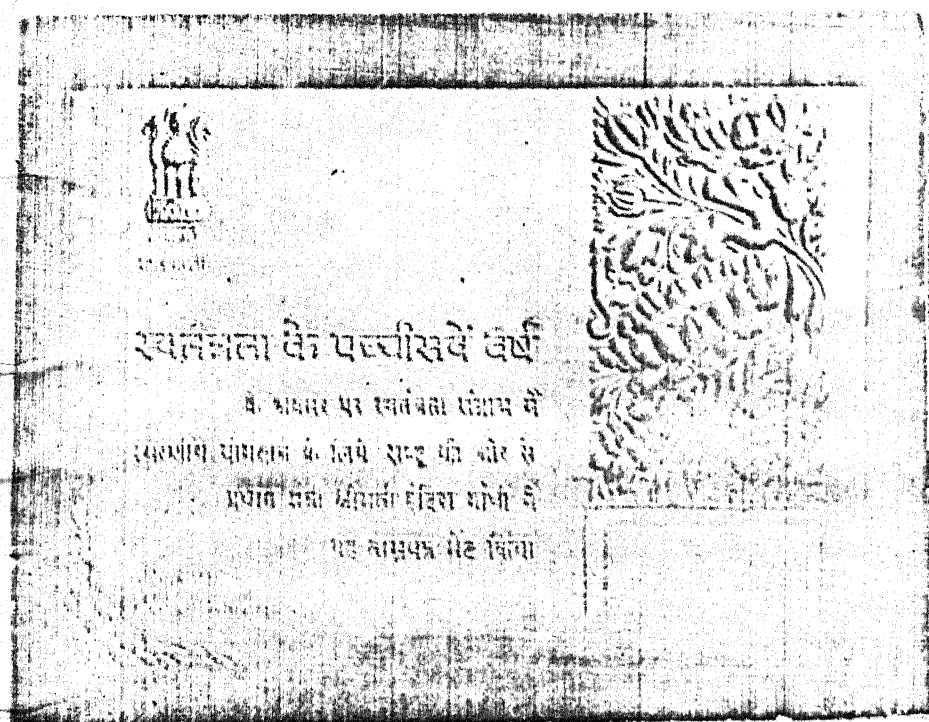 स्वतंत्रता के पच्चीसवें वर्ष
के अवसर पर स्वतंत्रता संग्राम में
स्मरणीय योगदान के लिये राष्ट्र की ओर से
प्रधान मंत्री श्रीमती इंदिरा गांधी ने
यह ताम्रपत्र भेंट किया